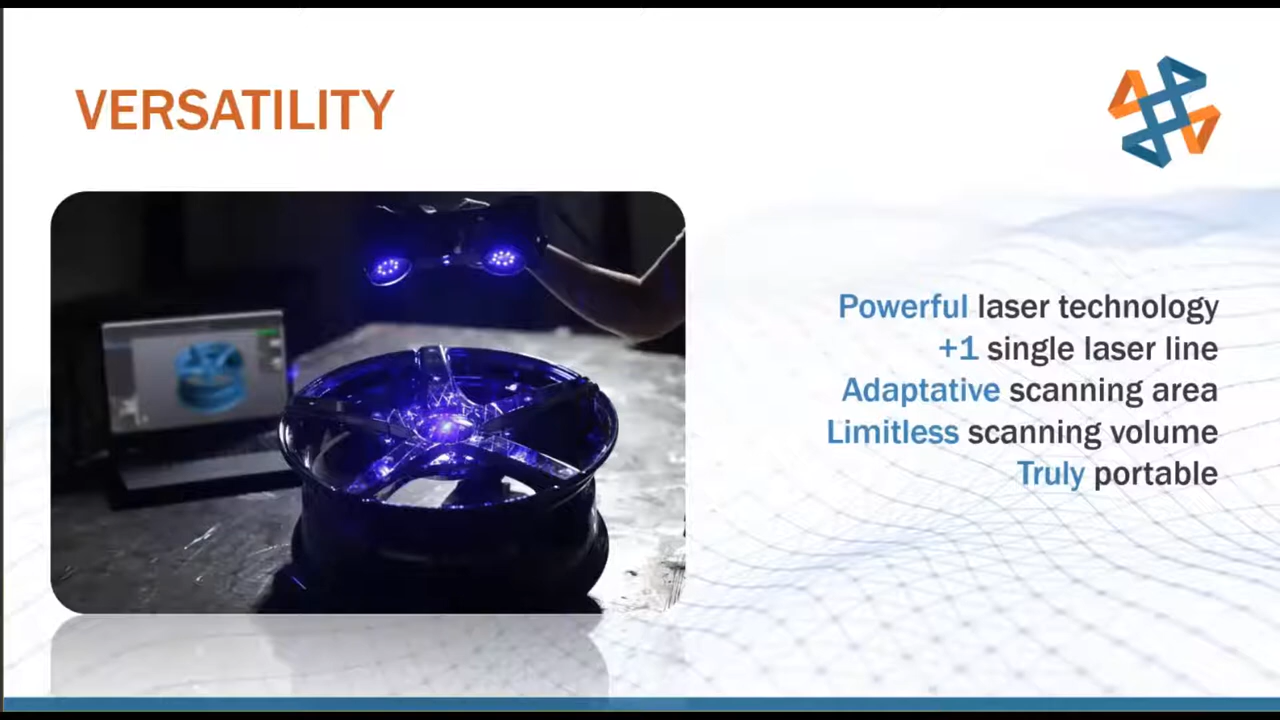 VERSATILITY
Powerful laser technology
+1 single laser line
Adaptative scanning area
Limitless scanning volume
Truly portable